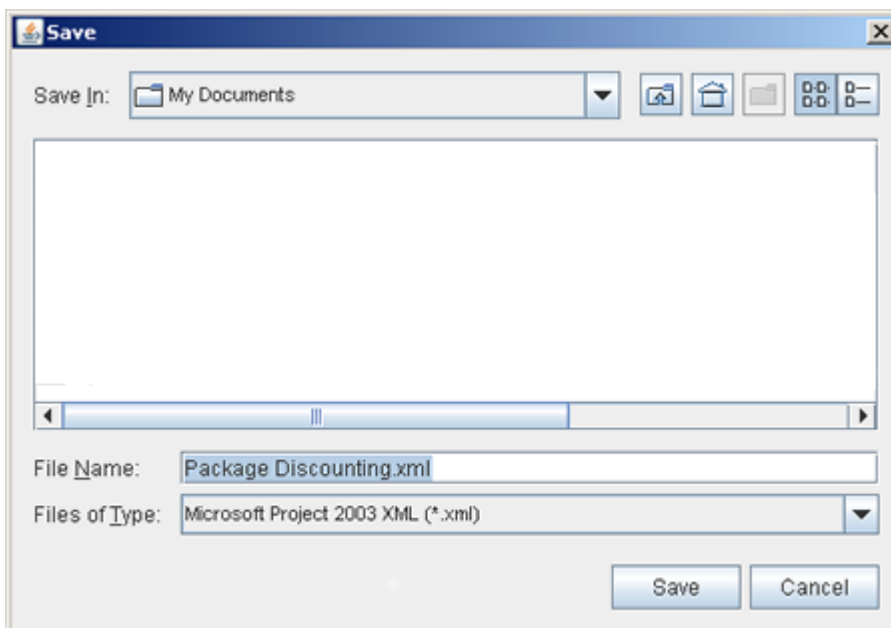 Save
Save In: My Documents
File Name: Package Discounting.xml
Files of Type: Microsoft Project 2003 XML (*.xml)
Save Cancel